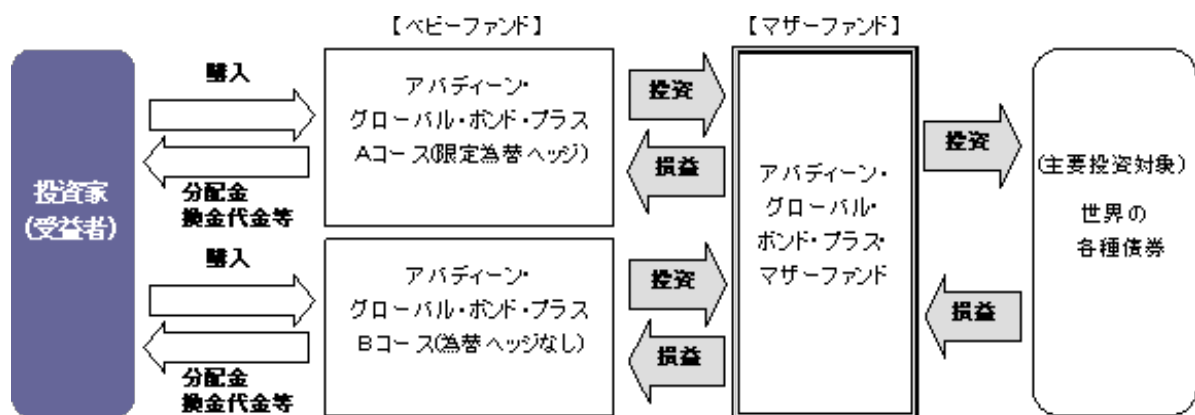 【ベビーファンド】
【マザーファンド】
投資家
(受益者)
購入
分配金
換金代金等
購入
分配金
換金代金等
アバディーン・
グローバル・ボンド・プラス
Aコース(限定為替ヘッジ)
アバディーン・
グローバル・ボンド・プラス
Bコース(為替ヘッジなし)
投資
損益
投資
損益
アバディーン・
グローバル・
ボンド・プラス・
マザーファンド
投資
損益
(主要投資対象)
世界の
各種債券